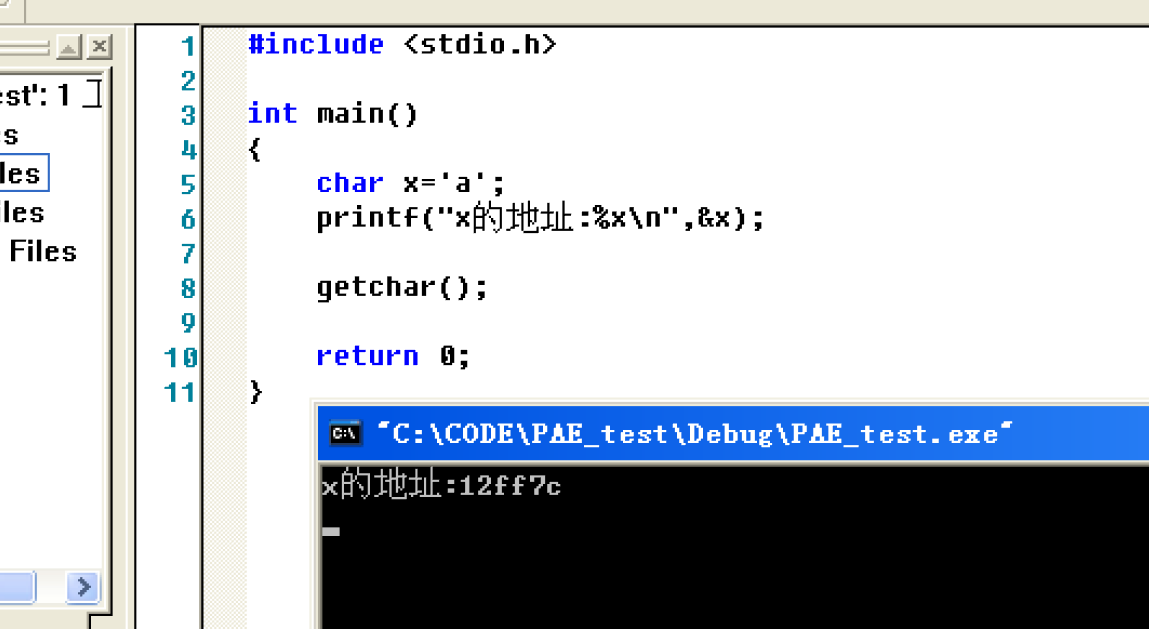 est': 1
s
les
iles
Files
1 #include <stdio.h>
2
3 int main()
4 {
5 char x='a';
6 printf("x的地址:%x\n",&x);
7
8 getchar();
9
10 return 0;
11 }
C:\ "C:\CODE\PAE_test\Debug\PAE_test.exe"
x的地址:12ff7c